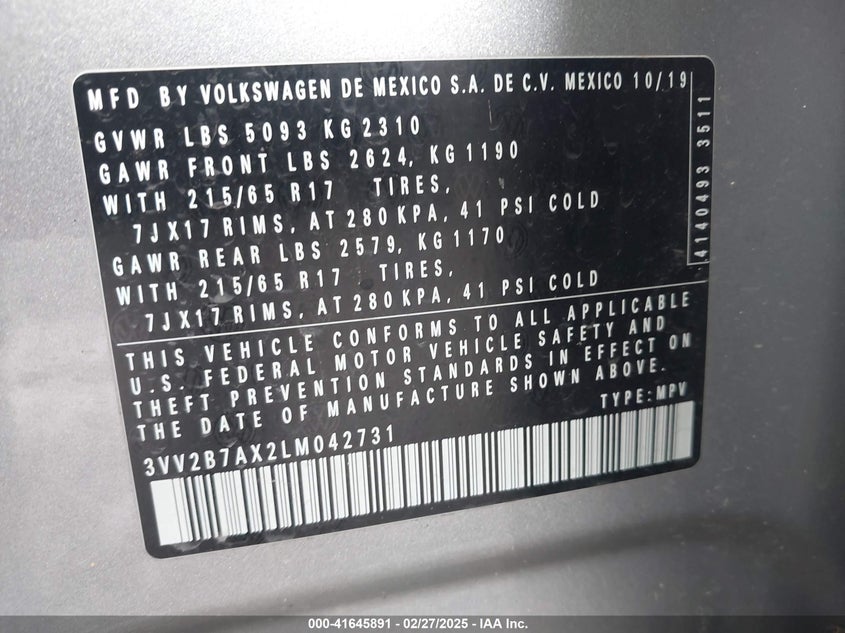 MFD BY VOLKSWAGEN DE MEXICO S.A. DE C.V. MEXICO 10/19
GVWR LBS 5093 KG 2310
GAWR FRONT LBS 2624, KG 1190
WITH 215/65 R17 TIRES,
7JX17 RIMS, AT 280 KPA, 41 PSI COLD
GAWR REAR LBS 2579, KG 1170
WITH 215/65 R17 TIRES,
7JX17 RIMS, AT 280 KPA, 41 PSI COLD
4140493 3511
THIS VEHICLE CONFORMS TO ALL APPLICABLE
U.S. FEDERAL MOTOR VEHICLE SAFETY AND
THEFT PREVENTION STANDARDS IN EFFECT ON
THE DATE OF MANUFACTURE SHOWN ABOVE.
TYPE: MPV
3VV2B7AX2LM042731
000-41645891 - 02/27/2025 - IAA Inc.